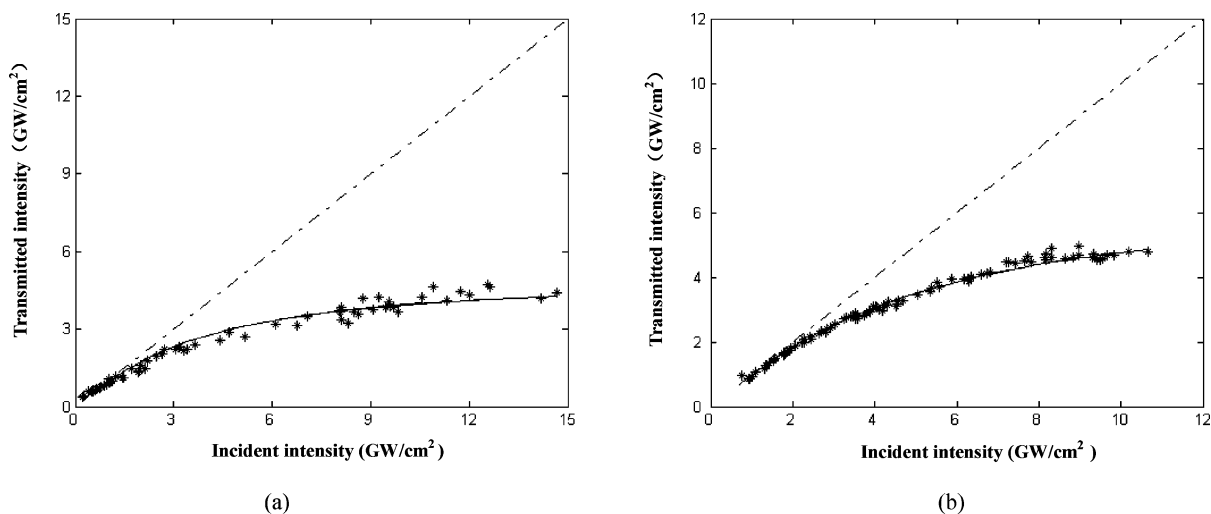 15
12
9
6
3
0
Transmitted intensity (GW/cm²)
0 3 6 9 12 15
Incident intensity (GW/cm² )
(a)
12
10
8
6
4
2
0
Transmitted intensity (GW/cm²)
0 2 4 6 8 10 12
Incident intensity (GW/cm² )
(b)